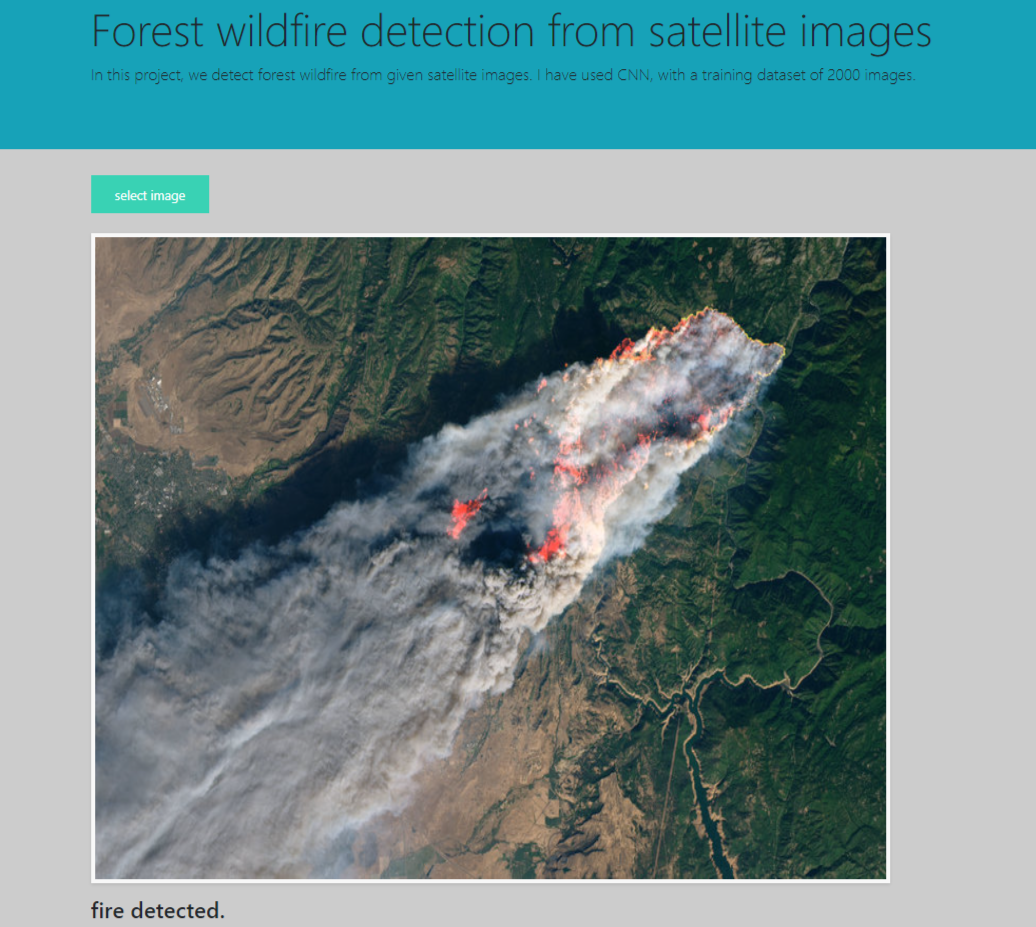 Forest wildfire detection from satellite images
In this project, we detect forest wildfire from given satellite images. I have used CNN, with a training dataset of 2000 images.
select image
fire detected.